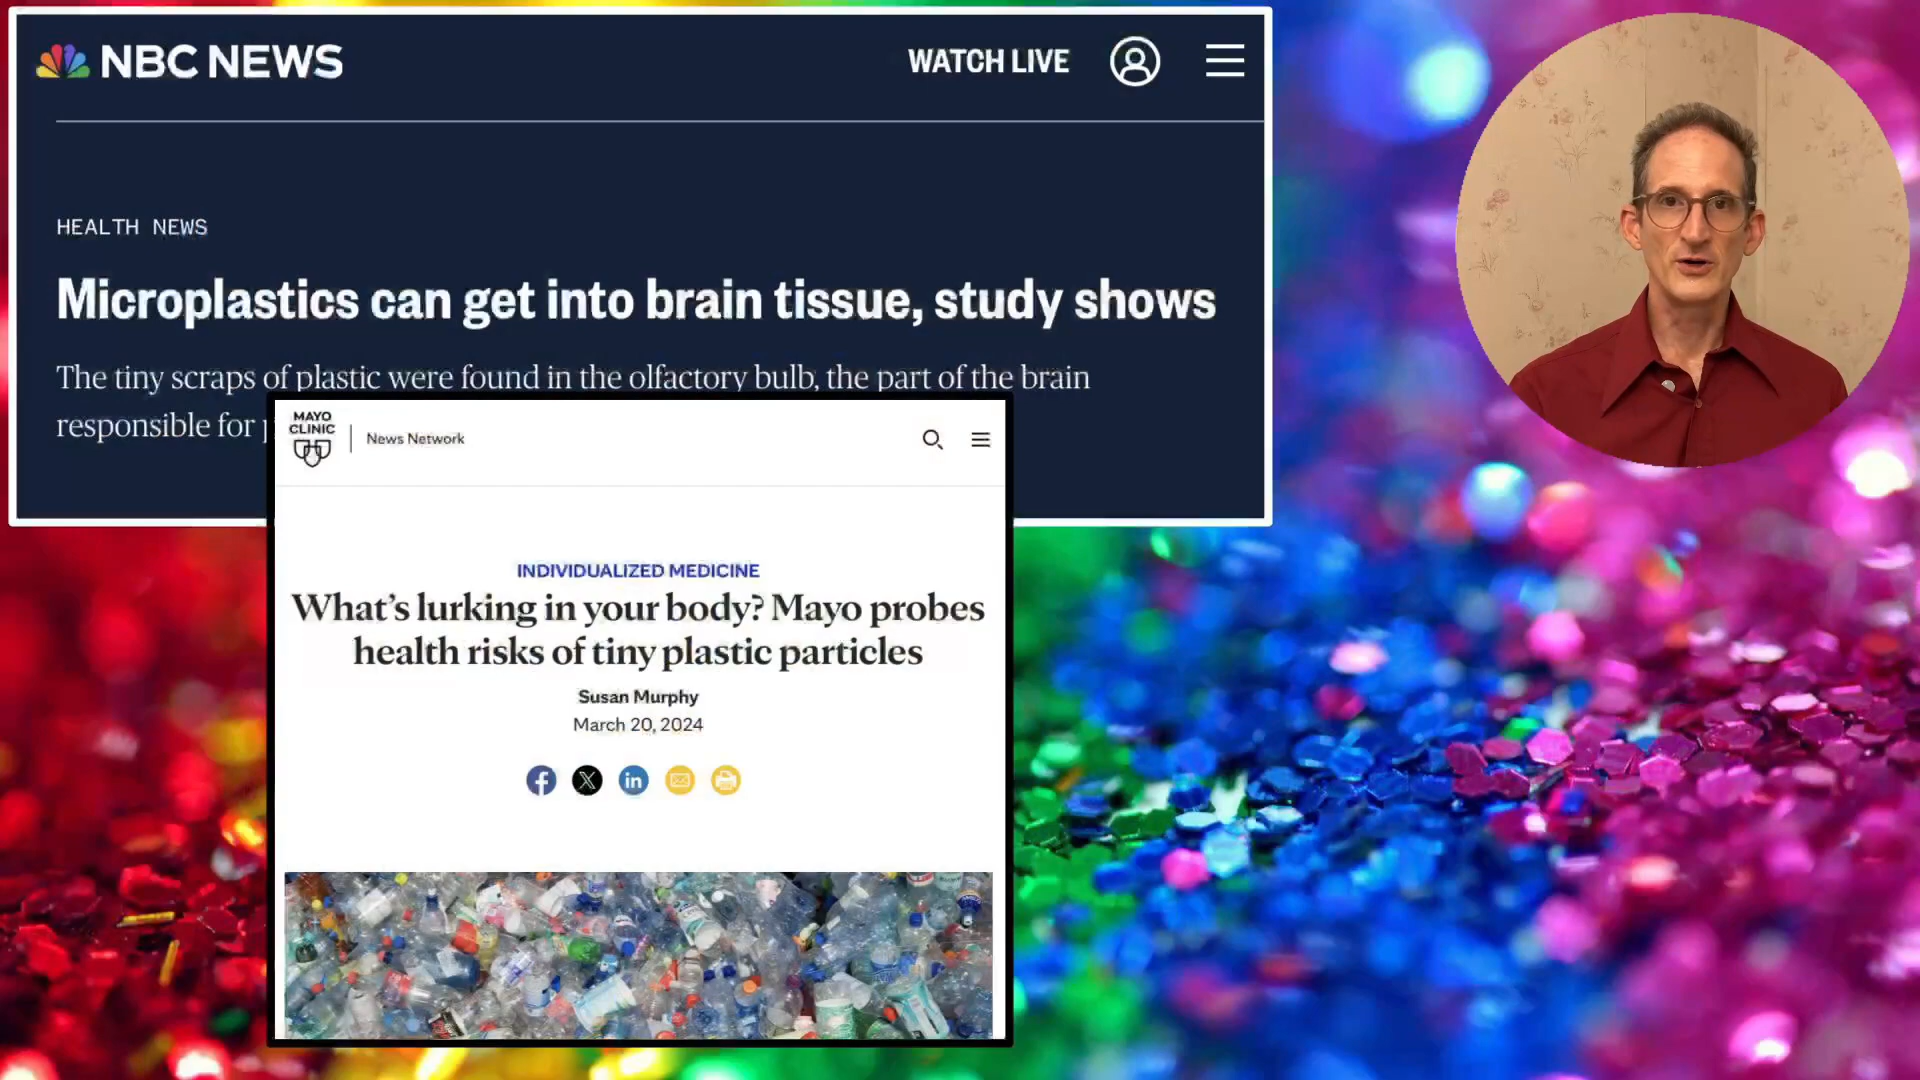 NBC NEWS
WATCH LIVE
HEALTH NEWS
Microplastics can get into brain tissue, study shows
The tiny scraps of plastic were found in the olfactory bulb, the part of the brain
responsible for
MAYO
CLINIC
News Network
INDIVIDUALIZED MEDICINE
What's lurking in your body? Mayo probes
health risks of tiny plastic particles
Susan Murphy
March 20, 2024